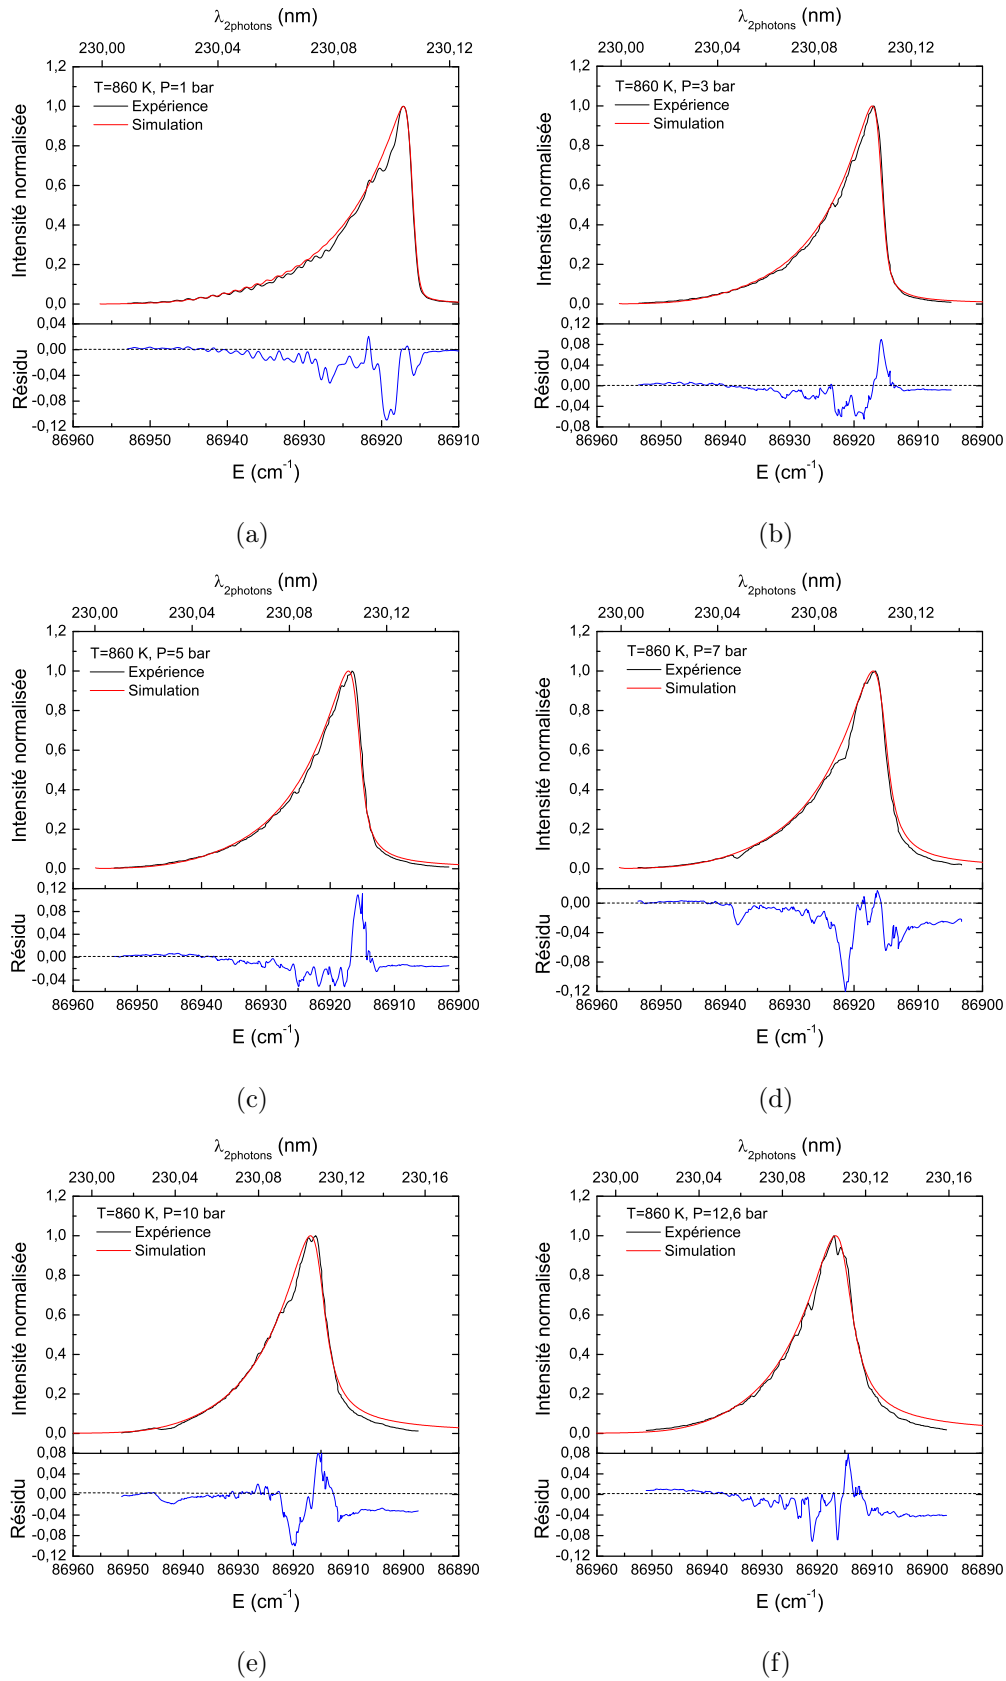 λ2photons (nm)
230,00 230,04 230,08 230,12
1,2
1,0
0,8
0,6
0,4
0,2
0,0
Intensité normalisée
T=860 K, P=1 bar
Expérience
Simulation
0,04
0,00
-0,04
-0,08
-0,12
Résidu
86960 86950 86940 86930 86920 86910
E (cm-1)
(a)
λ2photons (nm)
230,00 230,04 230,08 230,12
1,2
1,0
0,8
0,6
0,4
0,2
0,0
Intensité normalisée
T=860 K, P=3 bar
Expérience
Simulation
0,12
0,08
0,04
0,00
-0,04
-0,08
Résidu
86960 86950 86940 86930 86920 86910 86900
E (cm-1)
(b)
λ2photons (nm)
230,00 230,04 230,08 230,12
1,2
1,0
0,8
0,6
0,4
0,2
0,0
Intensité normalisée
T=860 K, P=5 bar
Expérience
Simulation
0,12
0,08
0,04
0,00
-0,04
Résidu
86960 86950 86940 86930 86920 86910 86900
E (cm-1)
(c)
λ2photons (nm)
230,00 230,04 230,08 230,12
1,2
1,0
0,8
0,6
0,4
0,2
0,0
Intensité normalisée
T=860 K, P=7 bar
Expérience
Simulation
0,00
-0,04
-0,08
-0,12
Résidu
86960 86950 86940 86930 86920 86910 86900
E (cm-1)
(d)
λ2photons (nm)
230,00 230,04 230,08 230,12 230,16
1,2
1,0
0,8
0,6
0,4
0,2
0,0
Intensité normalisée
T=860 K, P=10 bar
Expérience
Simulation
0,08
0,04
0,00
-0,04
-0,08
-0,12
Résidu
86960 86950 86940 86930 86920 86910 86900 86890
E (cm-1)
(e)
λ2photons (nm)
230,00 230,04 230,08 230,12 230,16
1,2
1,0
0,8
0,6
0,4
0,2
0,0
Intensité normalisée
T=860 K, P=12,6 bar
Expérience
Simulation
0,08
0,04
0,00
-0,04
-0,08
-0,12
Résidu
86960 86950 86940 86930 86920 86910 86900 86890
E (cm-1)
(f)